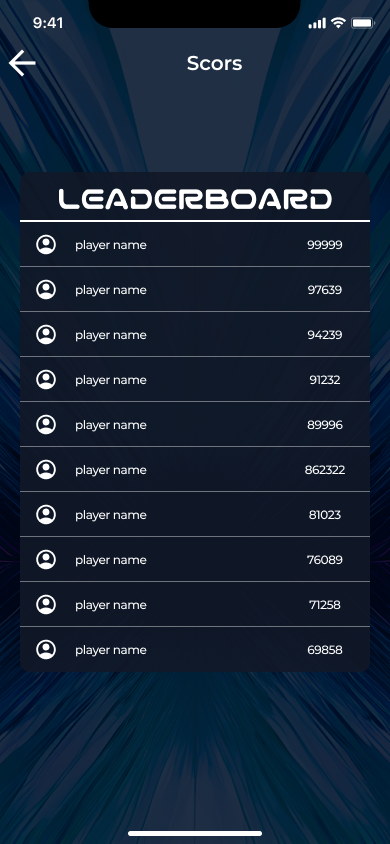 9:41
Scors
LEADERBOARD
player name 99999
player name 97639
player name 94239
player name 91232
player name 89996
player name 862322
player name 81023
player name 76089
player name 71258
player name 69858